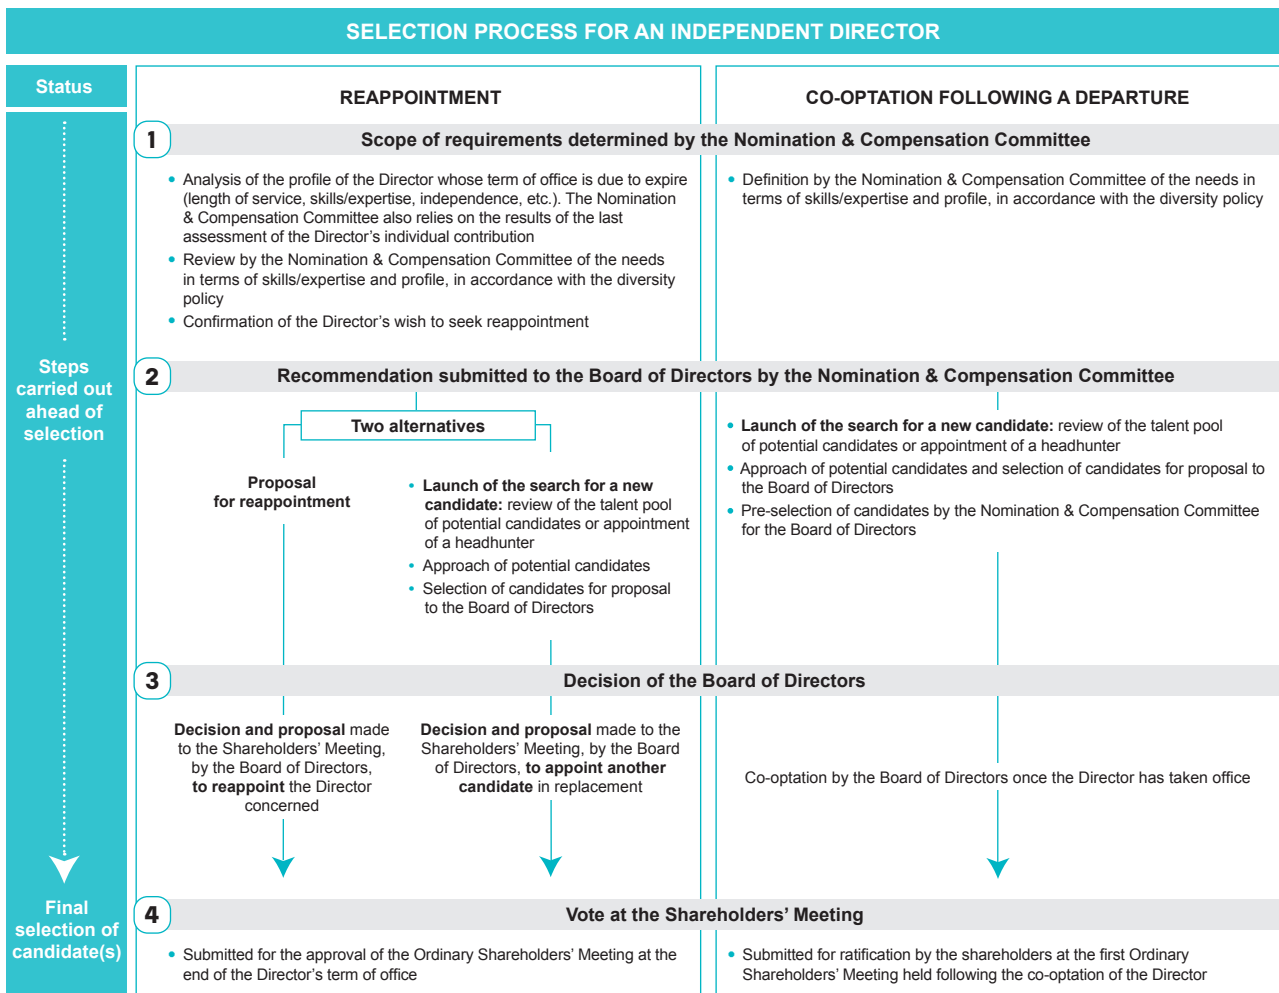 SELECTION PROCESS FOR AN INDEPENDENT DIRECTOR
Status
REAPPOINTMENT
CO-OPTATION FOLLOWING A DEPARTURE
1
Scope of requirements determined by the Nomination & Compensation Committee
• Analysis of the profile of the Director whose term of office is due to expire
(length of service, skills/expertise, independence, etc.). The Nomination
& Compensation Committee also relies on the results of the last
assessment of the Director's individual contribution
• Review by the Nomination & Compensation Committee of the needs
in terms of skills/expertise and profile, in accordance with the diversity
policy
• Confirmation of the Director's wish to seek reappointment
• Definition by the Nomination & Compensation Committee of the needs in
terms of skills/expertise and profile, in accordance with the diversity policy
Steps
carried out
ahead of
selection
2
Recommendation submitted to the Board of Directors by the Nomination & Compensation Committee
Two alternatives
Proposal
for reappointment
• Launch of the search for a new
candidate: review of the talent pool
of potential candidates or appointment
of a headhunter
• Approach of potential candidates
• Selection of candidates for proposal
to the Board of Directors
• Launch of the search for a new candidate: review of the talent pool
of potential candidates or appointment of a headhunter
• Approach of potential candidates and selection of candidates for proposal to
the Board of Directors
• Pre-selection of candidates by the Nomination & Compensation Committee
for the Board of Directors
3
Decision of the Board of Directors
Decision and proposal made
to the Shareholders' Meeting,
by the Board of Directors,
to reappoint the Director
concerned
Decision and proposal made to the
Shareholders' Meeting, by the Board
of Directors, to appoint another
candidate in replacement
Co-optation by the Board of Directors once the Director has taken office
Final
selection of
candidate(s)
4
Vote at the Shareholders' Meeting
• Submitted for the approval of the Ordinary Shareholders' Meeting at the
end of the Director's term of office
• Submitted for ratification by the shareholders at the first Ordinary
Shareholders' Meeting held following the co-optation of the Director